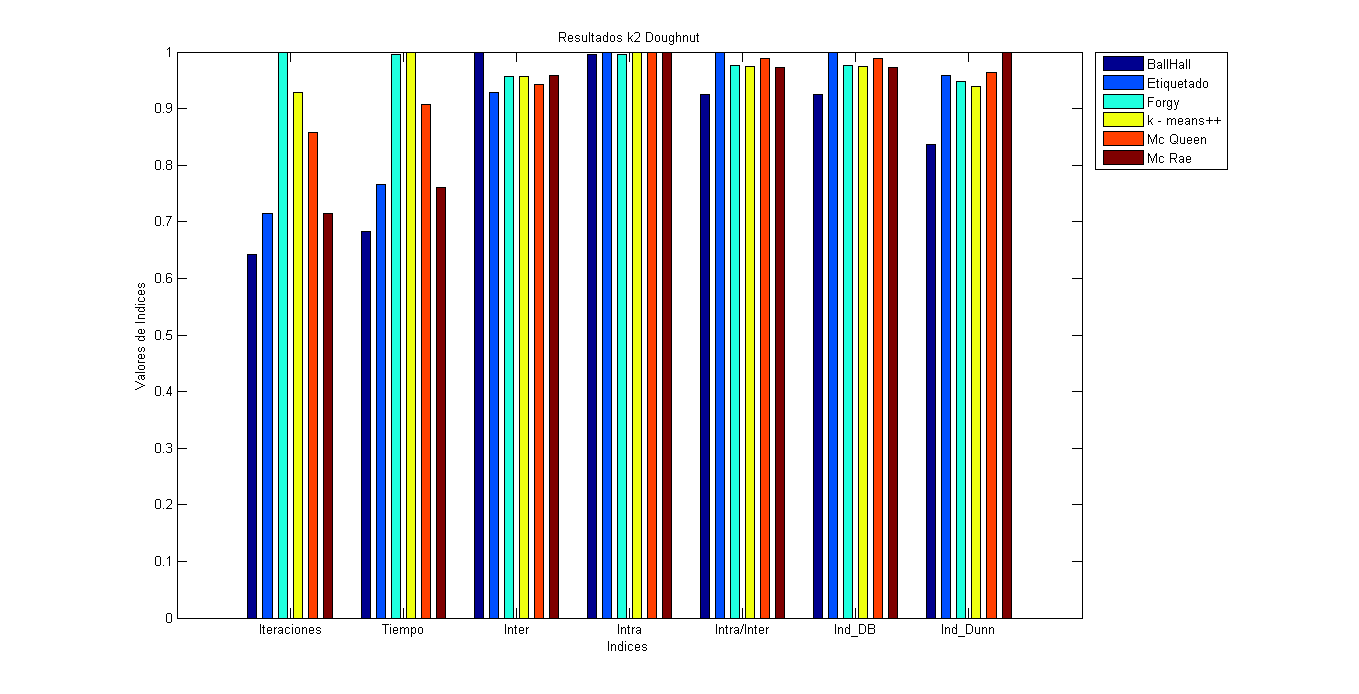 Resultados k2 Doughnut
1
0.9
0.8
0.7
0.6
0.5
0.4
0.3
0.2
0.1
0
Valores de Indices
Iteraciones Tiempo Inter Intra Intra/Inter Ind_DB Ind_Dunn
Indices
BallHall
Etiquetado
Forgy
k - means++
Mc Queen
Mc Rae